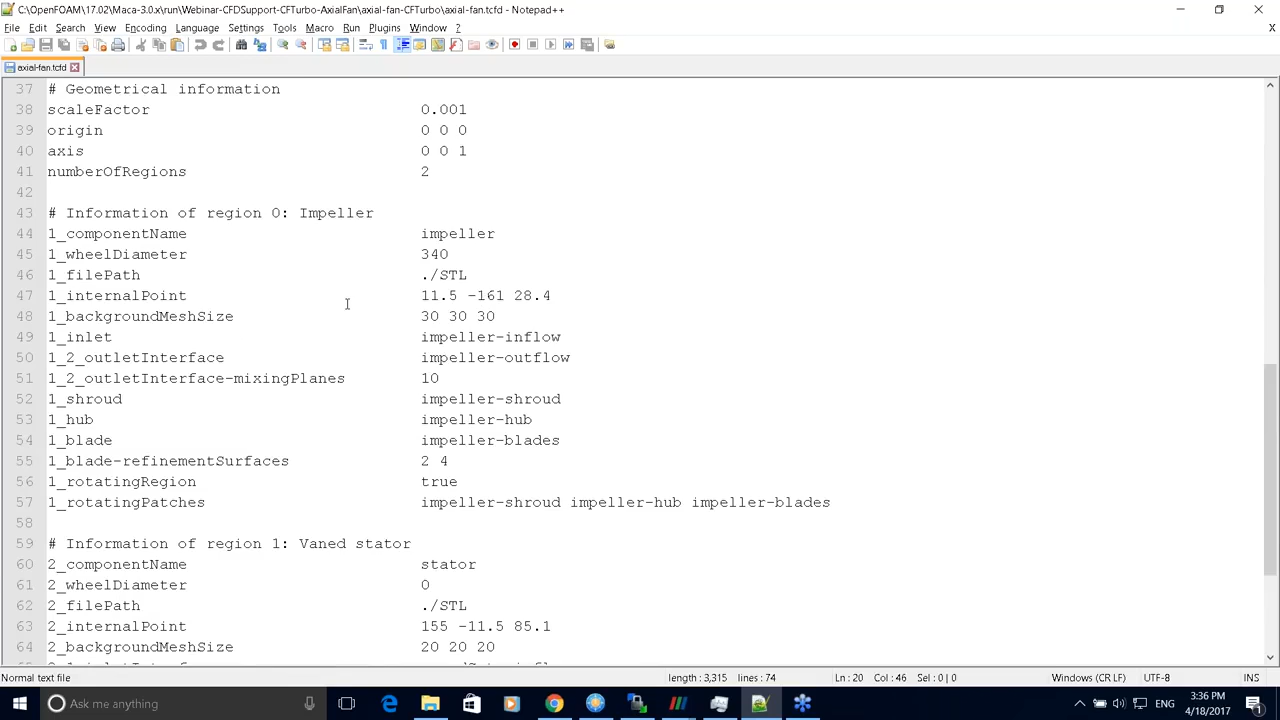 C:\OpenFOAM\17.02\Maca-3.0.x\run\Webinar-CFDSupport-CFTurbo-AxialFan\axial-fan-CFTurbo\axial-fan.tcfd - Notepad++
File Edit Search View Encoding Language Settings Tools Macro Run Plugins Window ? X
axial-fan.tcfd
37 # Geometrical information
38 scaleFactor 0.001
39 origin 0 0 0
40 axis 0 0 1
41 numberOfRegions 2
42
43 # Information of region 0: Impeller
44 1_componentName impeller
45 1_wheelDiameter 340
46 1_filePath ./STL
47 1_internalPoint 11.5 -161 28.4
48 1_backgroundMeshSize 30 30 30
49 1_inlet impeller-inflow
50 1_2_outletInterface impeller-outflow
51 1_2_outletInterface-mixingPlanes 10
52 1_shroud impeller-shroud
53 1_hub impeller-hub
54 1_blade impeller-blades
55 1_blade-refinementSurfaces 2 4
56 1_rotatingRegion true
57 1_rotatingPatches impeller-shroud impeller-hub impeller-blades
58
59 # Information of region 1: Vaned stator
60 2_componentName stator
61 2_wheelDiameter 0
62 2_filePath ./STL
63 2_internalPoint 155 -11.5 85.1
64 2_backgroundMeshSize 20 20 20
Normal text file length : 3,315 lines : 74 Ln : 20 Col : 46 Sel : 0 | 0 Windows (CR LF) UTF-8 INS
Ask me anything ENG 3:36 PM
4/18/2017